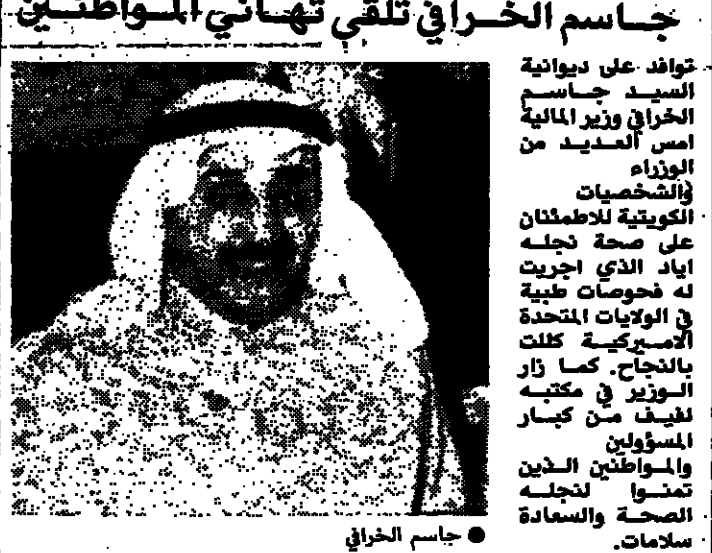 جاسم الخرافي تلقى تهاني المواطنين
توافد على ديوانية
السيد جاسم
الخرافي وزير المالية
امس العديد من
الوزراء
والشخصيات
الكويتية للاطمئنان
على صحة نجله
اياد الذي اجريت
له فحوصات طبية
في الولايات المتحدة
الاميركية كللت
بالنجاح. كما زار
الوزير في مكتبه
لفيف من كبار
المسؤولين
والمواطنين الذين
تمنوا لنجله
الصحة والسعادة
سلامات.
● جاسم الخرافي